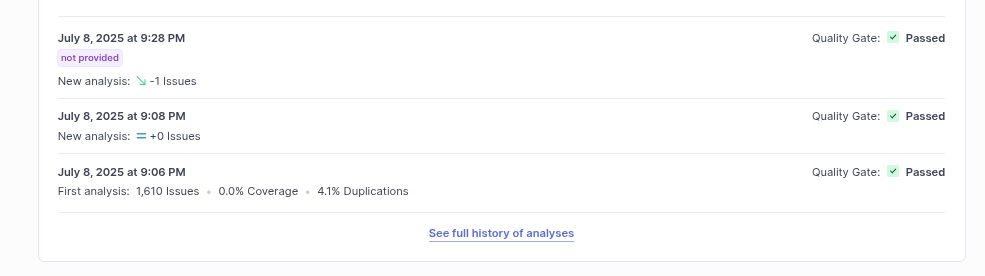 July 8, 2025 at 9:28 PM Quality Gate: Passed
not provided
New analysis: -1 Issues
July 8, 2025 at 9:08 PM Quality Gate: Passed
New analysis: +0 Issues
July 8, 2025 at 9:06 PM Quality Gate: Passed
First analysis: 1,610 Issues • 0.0% Coverage • 4.1% Duplications
See full history of analyses